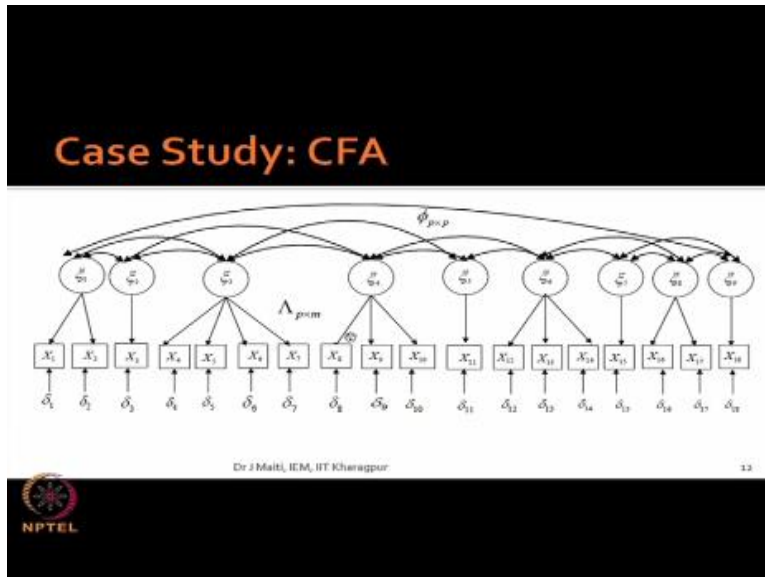 Case Study: CFA
ϕ p×p
ξ1 ξ2 ξ3 ξ4 ξ5 ξ6 ξ7 ξ8 ξ9
Λ p×m
X1 X2 X3 X4 X5 X6 X7 X8 X9 X10 X11 X12 X13 X14 X15 X16 X17 X18
δ1 δ2 δ3 δ4 δ5 δ6 δ7 δ8 δ9 δ10 δ11 δ12 δ13 δ14 δ15 δ16 δ17 δ18
Dr J Maiti, IEM, IIT Kharagpur 12
NPTEL